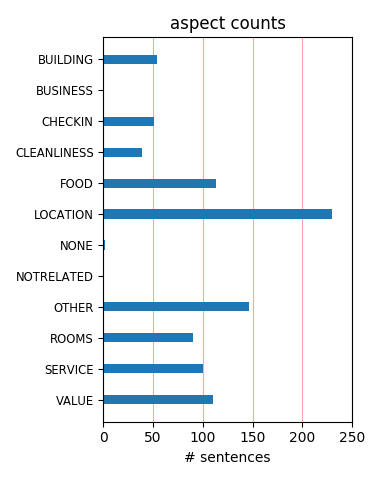 aspect counts
BUILDING
BUSINESS
CHECKIN
CLEANLINESS
FOOD
LOCATION
NONE
NOTRELATED
OTHER
ROOMS
SERVICE
VALUE
0 50 100 150 200 250
# sentences